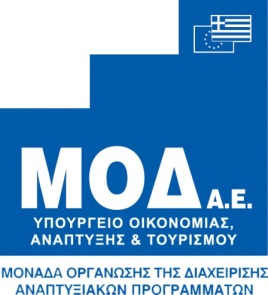 ΜΟΔ Α.Ε.
ΥΠΟΥΡΓΕΙΟ ΟΙΚΟΝΟΜΙΑΣ,
ΑΝΑΠΤΥΞΗΣ & ΤΟΥΡΙΣΜΟΥ
ΜΟΝΑΔΑ ΟΡΓΑΝΩΣΗΣ ΤΗΣ ΔΙΑΧΕΙΡΙΣΗΣ
ΑΝΑΠΤΥΞΙΑΚΩΝ ΠΡΟΓΡΑΜΜΑΤΩΝ